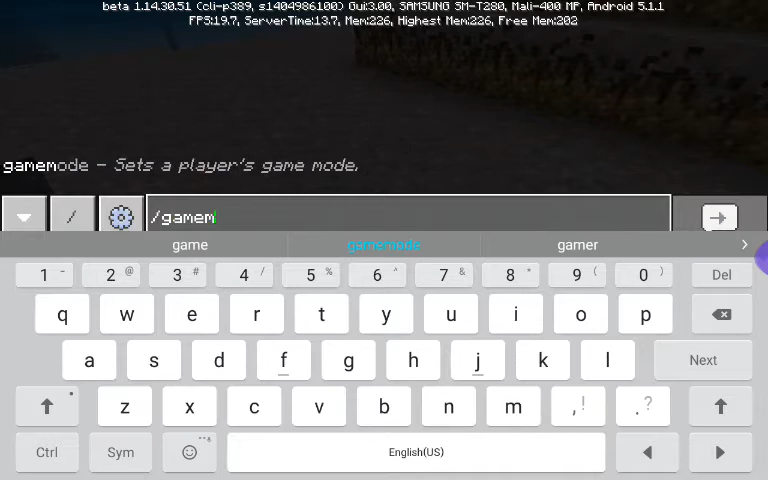 beta 1.14.30.51 (cli-p389, s1404986100) Gui:3.00, SAMSUNG SM-T280, Mali-400 MP, Android 5.1.1
FPS:19.7, ServerTime:13.7, Mem:226, Highest Mem:226, Free Mem:202
gamemode – Sets a player's game mode.
/ /gamem
game gamemode gamer >
1 - 2 @ 3 # 4 / 5 % 6 ^ 7 & 8 * 9 ( 0 ) Del
q w e r t y u i o p
a s d f g h j k l Next
z x c v b n m , ! . ?
Ctrl Sym English(US)